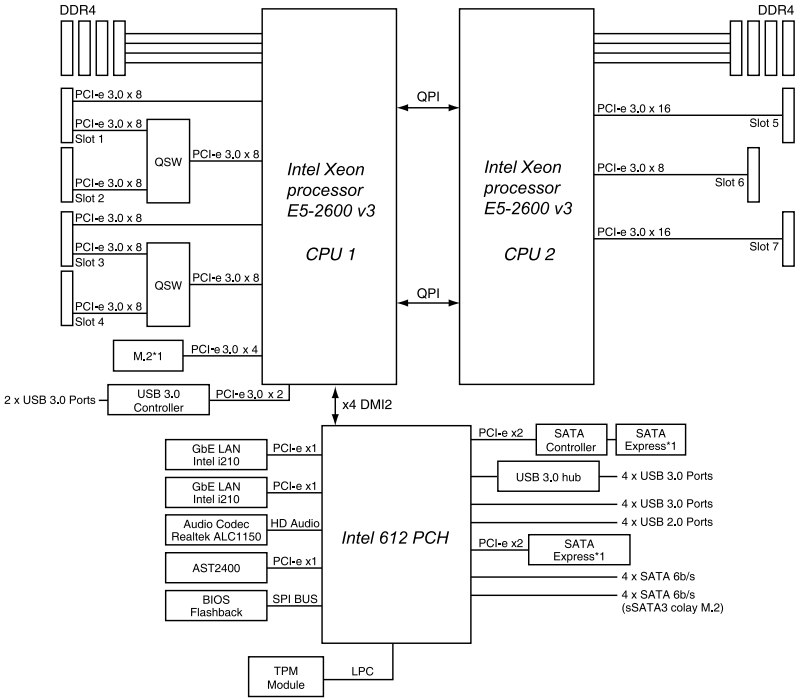 DDR4
DDR4
PCI-e 3.0 x 8
PCI-e 3.0 x 8
Slot 1
QSW
PCI-e 3.0 x 8
PCI-e 3.0 x 8
Slot 2
PCI-e 3.0 x 8
PCI-e 3.0 x 8
Slot 3
QSW
PCI-e 3.0 x 8
PCI-e 3.0 x 8
Slot 4
M.2*1
PCI-e 3.0 x 4
2 x USB 3.0 Ports
USB 3.0
Controller
PCI-e 3.0 x 2
Intel Xeon
processor
E5-2600 v3
CPU 1
QPI
QPI
Intel Xeon
processor
E5-2600 v3
CPU 2
PCI-e 3.0 x 16
Slot 5
PCI-e 3.0 x 8
Slot 6
PCI-e 3.0 x 16
Slot 7
x4 DMI2
GbE LAN
Intel i210
PCI-e x1
GbE LAN
Intel i210
PCI-e x1
Audio Codec
Realtek ALC1150
HD Audio
AST2400
PCI-e x1
BIOS
Flashback
SPI BUS
TPM
Module
LPC
Intel 612 PCH
PCI-e x2
SATA
Controller
SATA
Express*1
USB 3.0 hub
4 x USB 3.0 Ports
4 x USB 3.0 Ports
4 x USB 2.0 Ports
PCI-e x2
SATA
Express*1
4 x SATA 6b/s
4 x SATA 6b/s
(sSATA3 colay M.2)